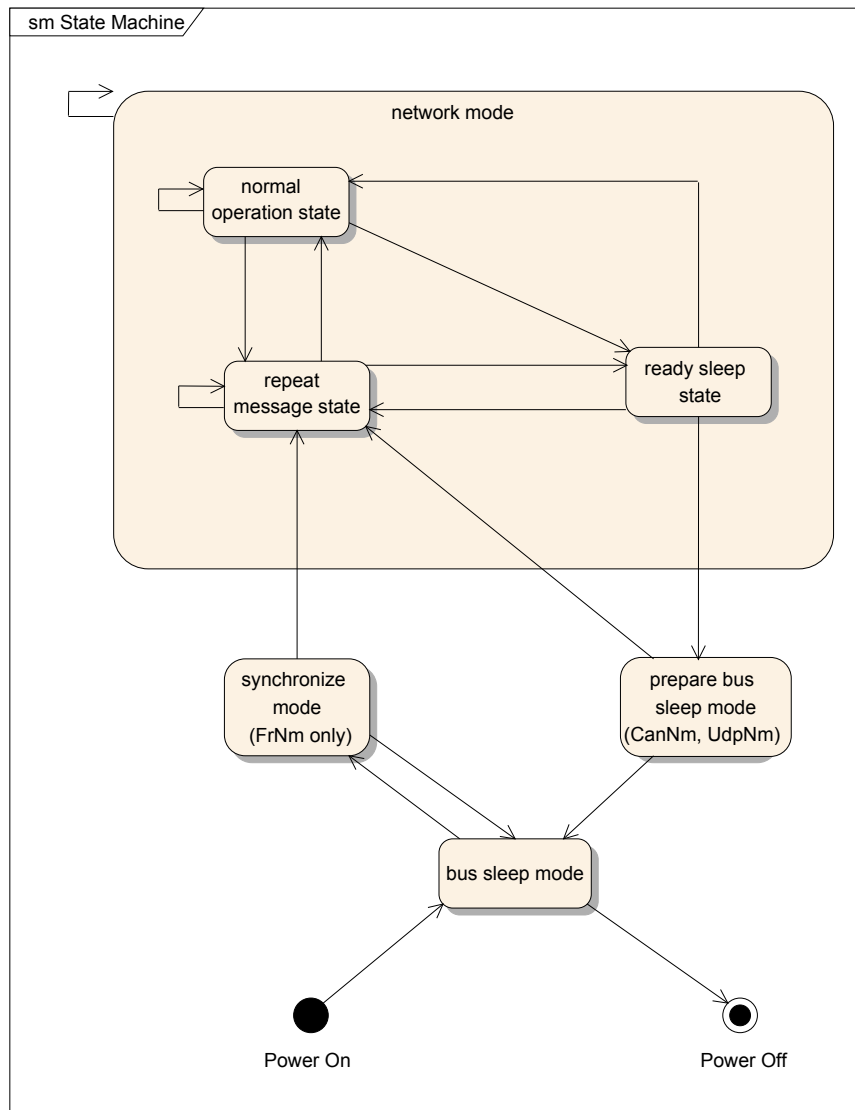 sm State Machine
network mode
normal
operation state
repeat
message state
ready sleep
state
synchronize
mode
(FrNm only)
prepare bus
sleep mode
(CanNm, UdpNm)
bus sleep mode
Power On
Power Off